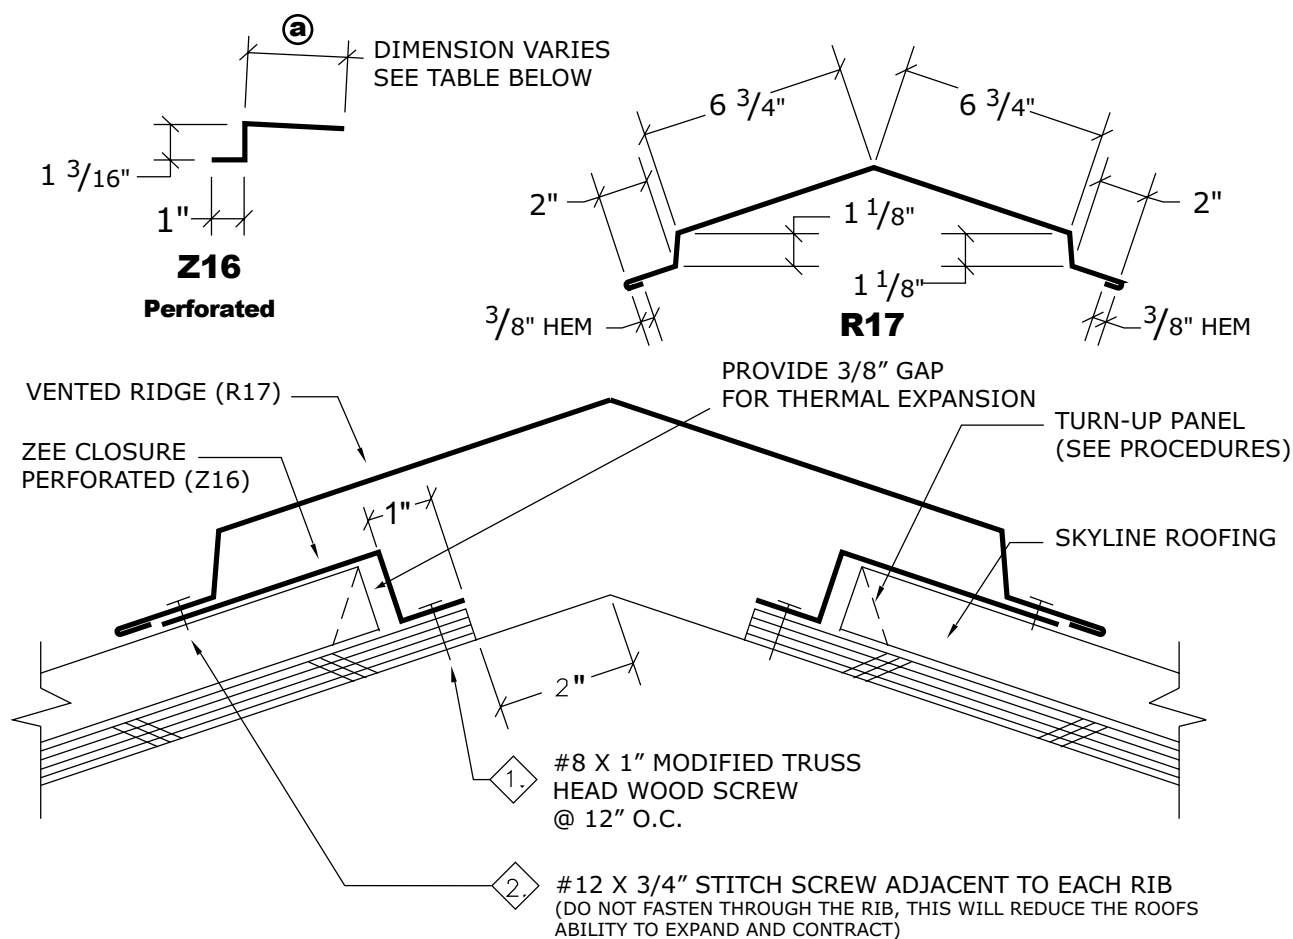 a
DIMENSION VARIES
SEE TABLE BELOW
1 3/16"
1"
Z16
Perforated
6 3/4"
6 3/4"
2"
2"
1 1/8"
1 1/8"
3/8" HEM
R17
3/8" HEM
VENTED RIDGE (R17)
PROVIDE 3/8” GAP
FOR THERMAL EXPANSION
TURN-UP PANEL
(SEE PROCEDURES)
ZEE CLOSURE
PERFORATED (Z16)
1"
SKYLINE ROOFING
2"
1.
#8 X 1” MODIFIED TRUSS
HEAD WOOD SCREW
@ 12” O.C.
2.
#12 X 3/4” STITCH SCREW ADJACENT TO EACH RIB
(DO NOT FASTEN THROUGH THE RIB, THIS WILL REDUCE THE ROOFS
ABILITY TO EXPAND AND CONTRACT)